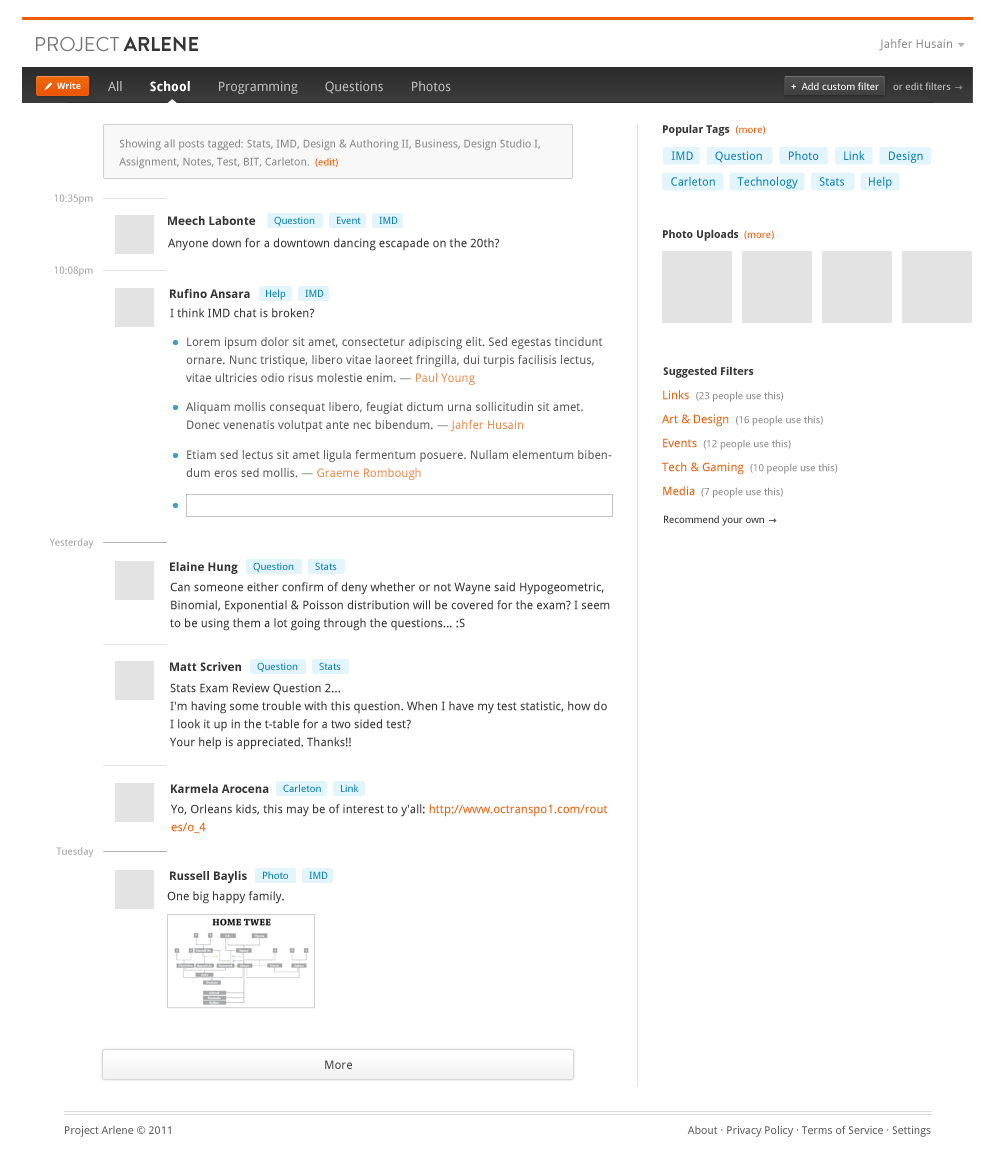 PROJECT ARLENE
Jahfer Husain
Write
All
School
Programming
Questions
Photos
+ Add custom filter
or edit filters →
Showing all posts tagged: Stats, IMD, Design & Authoring II, Business, Design Studio I,
Assignment, Notes, Test, BIT, Carleton. (edit)
10:35pm
Meech Labonte Question Event IMD
Anyone down for a downtown dancing escapade on the 20th?
10:08pm
Rufino Ansara Help IMD
I think IMD chat is broken?
Lorem ipsum dolor sit amet, consectetur adipiscing elit. Sed egestas tincidunt
ornare. Nunc tristique, libero vitae laoreet fringilla, dui turpis facilisis lectus,
vitae ultricies odio risus molestie enim. — Paul Young
Aliquam mollis consequat libero, feugiat dictum urna sollicitudin sit amet.
Donec venenatis volutpat ante nec bibendum. — Jahfer Husain
Etiam sed lectus sit amet ligula fermentum posuere. Nullam elementum biben-
dum eros sed mollis. — Graeme Rombough
Yesterday
Elaine Hung Question Stats
Can someone either confirm of deny whether or not Wayne said Hypogeometric,
Binomial, Exponential & Poisson distribution will be covered for the exam? I seem
to be using them a lot going through the questions... :S
Matt Scriven Question Stats
Stats Exam Review Question 2...
I'm having some trouble with this question. When I have my test statistic, how do
I look it up in the t-table for a two sided test?
Your help is appreciated. Thanks!!
Karmela Arocena Carleton Link
Yo, Orleans kids, this may be of interest to y'all: http://www.octranspo1.com/rout
es/o_4
Tuesday
Russell Baylis Photo IMD
One big happy family.
HOME TWEE
More
Popular Tags (more)
IMD Question Photo Link Design
Carleton Technology Stats Help
Photo Uploads (more)
Suggested Filters
Links (23 people use this)
Art & Design (16 people use this)
Events (12 people use this)
Tech & Gaming (10 people use this)
Media (7 people use this)
Recommend your own →
Project Arlene © 2011
About · Privacy Policy · Terms of Service · Settings